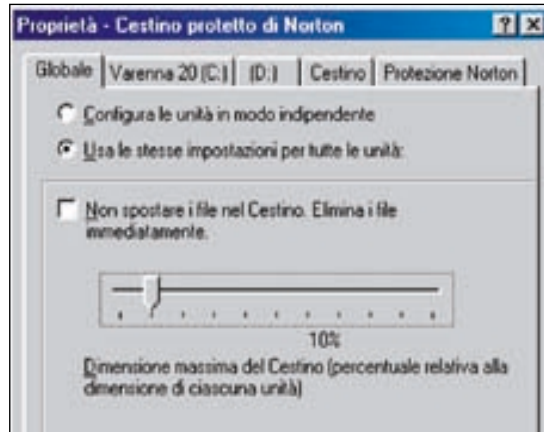 Proprietà - Cestino protetto di Norton
Globale Varenna 20 (C:) (D:) Cestino Protezione Norton
Configura le unità in modo indipendente
Usa le stesse impostazioni per tutte le unità:
Non spostare i file nel Cestino. Elimina i file
immediatamente.
10%
Dimensione massima del Cestino (percentuale relativa alla
dimensione di ciascuna unità)